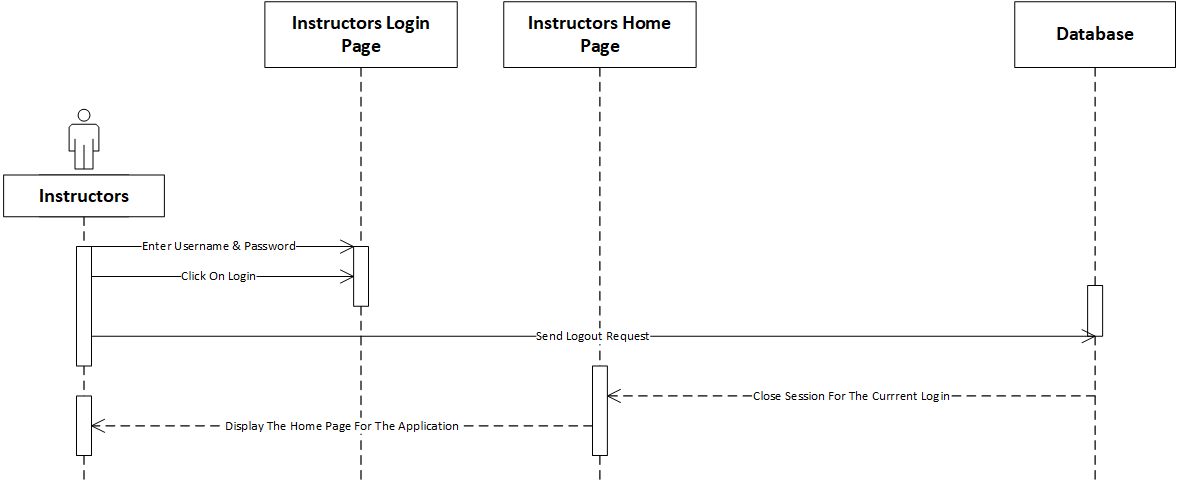 Instructors Login
Page
Instructors Home
Page
Database
Instructors
Enter Username & Password
Click On Login
Send Logout Request
Close Session For The Currrent Login
Display The Home Page For The Application